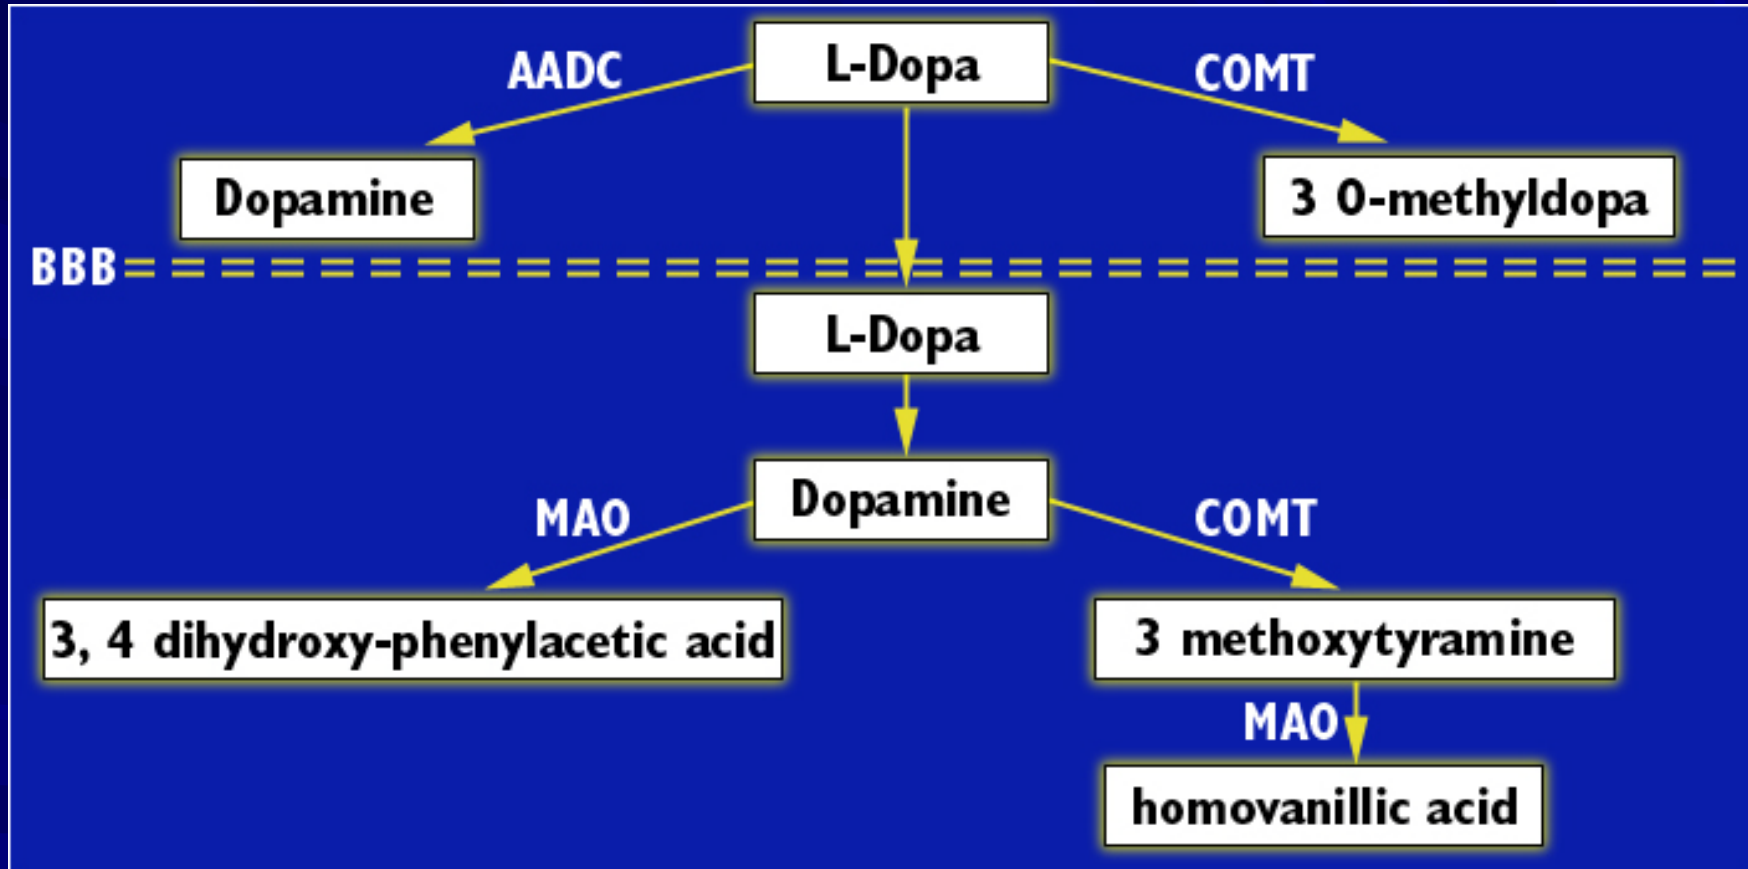 L-Dopa
AADC
COMT
Dopamine
3 O-methyldopa
BBB
L-Dopa
Dopamine
MAO
COMT
3, 4 dihydroxy-phenylacetic acid
3 methoxytyramine
MAO
homovanillic acid